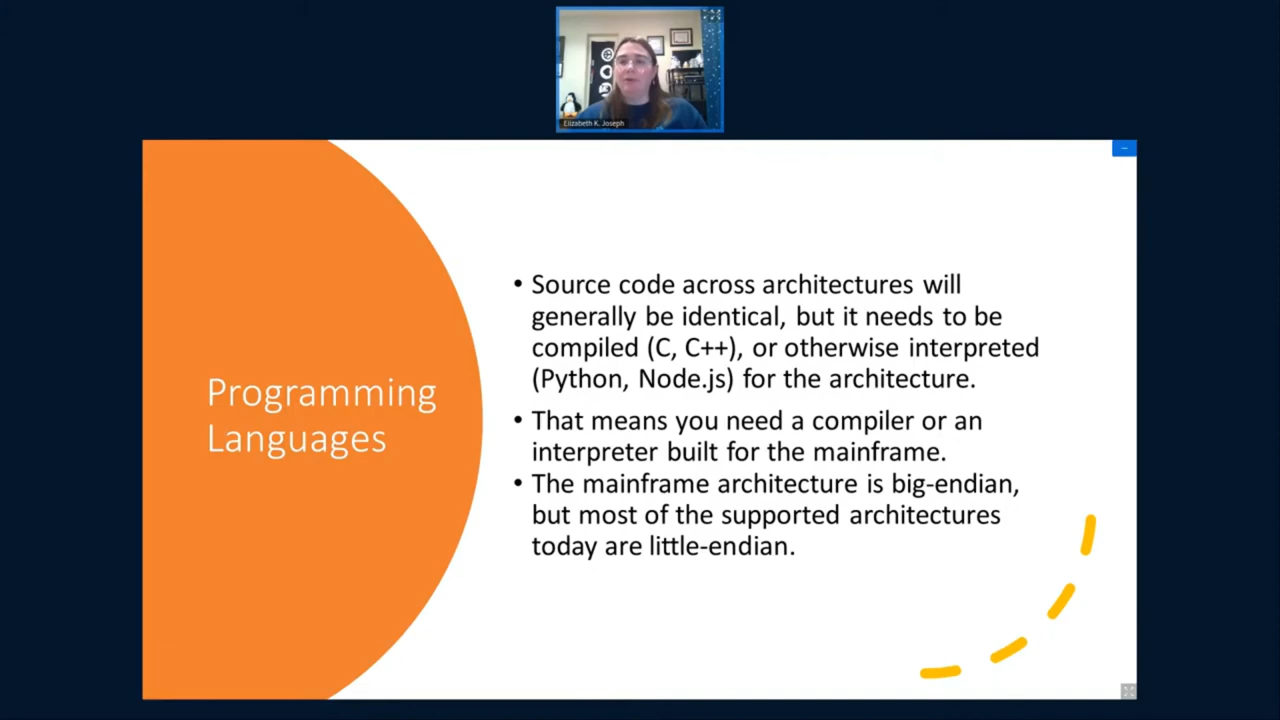 Elizabeth K. Joseph
Programming
Languages
• Source code across architectures will
generally be identical, but it needs to be
compiled (C, C++), or otherwise interpreted
(Python, Node.js) for the architecture.
• That means you need a compiler or an
interpreter built for the mainframe.
• The mainframe architecture is big-endian,
but most of the supported architectures
today are little-endian.